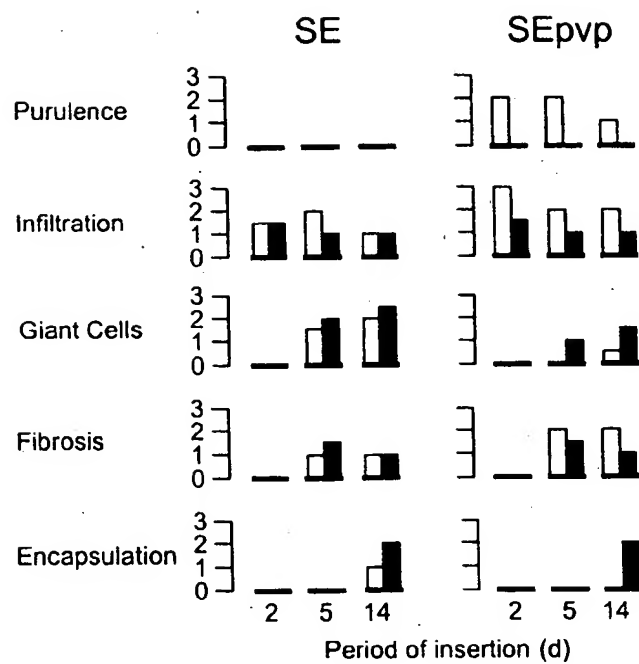 SE SEpvp
Purulence
3
2
1
0
Infiltration
3
2
1
0
Giant Cells
3
2
1
0
Fibrosis
3
2
1
0
Encapsulation
3
2
1
0
2 5 14 2 5 14
Period of insertion (d)